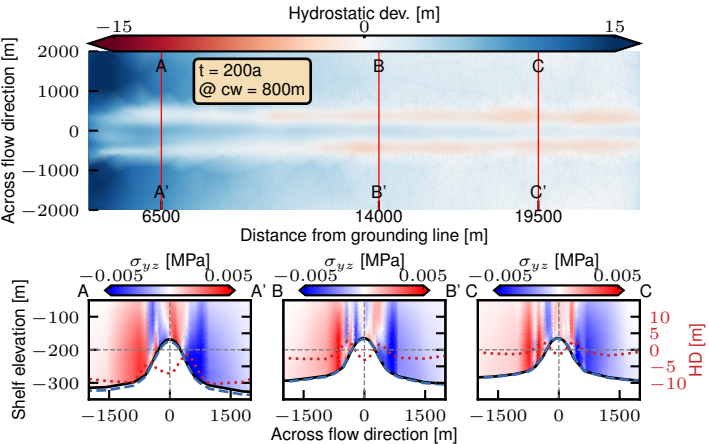 Hydrostatic dev. [m]
−15 0 15
2000
1000
0
−1000
−2000
Across flow direction [m]
A B C
t = 200a
@ cw = 800m
A' B' C'
6500 14000 19500
Distance from grounding line [m]
σyz [MPa] σyz [MPa] σyz [MPa]
−0.005 0.005 −0.005 0.005 −0.005 0.005
A A' B B' C C
−100
−200
−300
Shelf elevation [m]
10
5
0
−5
−10
HD [m]
−1500 0 1500 −1500 0 1500 −1500 0 1500
Across flow direction [m]